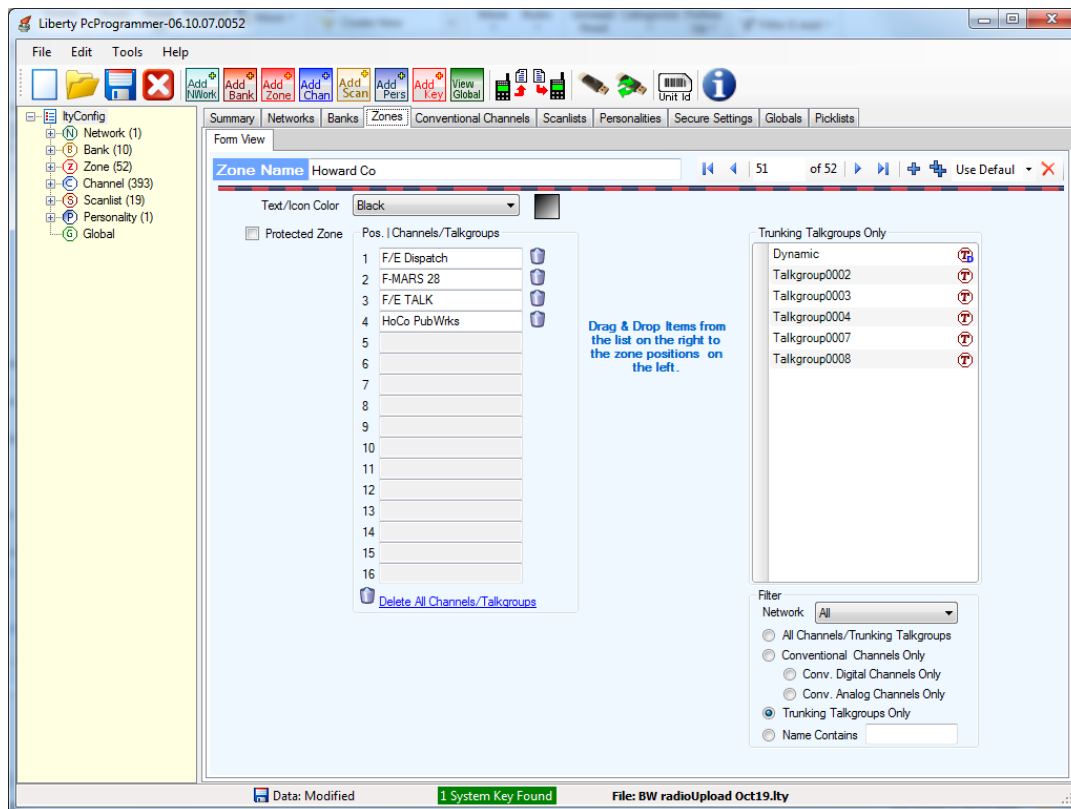 Liberty PcProgrammer-06.10.07.0052
File Edit Tools Help
Add NWork Add Bank Add Zone Add Chan Add Scan Add Pers Add Key View Global Unit Id
ltyConfig
Network (1)
Bank (10)
Zone (52)
Channel (393)
Scanlist (19)
Personality (1)
Global
Summary Networks Banks Zones Conventional Channels Scanlists Personalities Secure Settings Globals Picklists
Form View
Zone Name Howard Co 51 of 52 Use Defaul
Text/Icon Color Black
Protected Zone
Pos. | Channels/Talkgroups
1 F/E Dispatch
2 F-MARS 28
3 F/E TALK
4 HoCo PubWrks
5
6
7
8
9
10
11
12
13
14
15
16
Delete All Channels/Talkgroups
Drag & Drop Items from
the list on the right to
the zone positions on
the left.
Trunking Talkgroups Only
Dynamic
Talkgroup0002
Talkgroup0003
Talkgroup0004
Talkgroup0007
Talkgroup0008
Filter
Network All
All Channels/Trunking Talkgroups
Conventional Channels Only
Conv. Digital Channels Only
Conv. Analog Channels Only
Trunking Talkgroups Only
Name Contains
Data: Modified 1 System Key Found File: BW radioUpload Oct19.lty